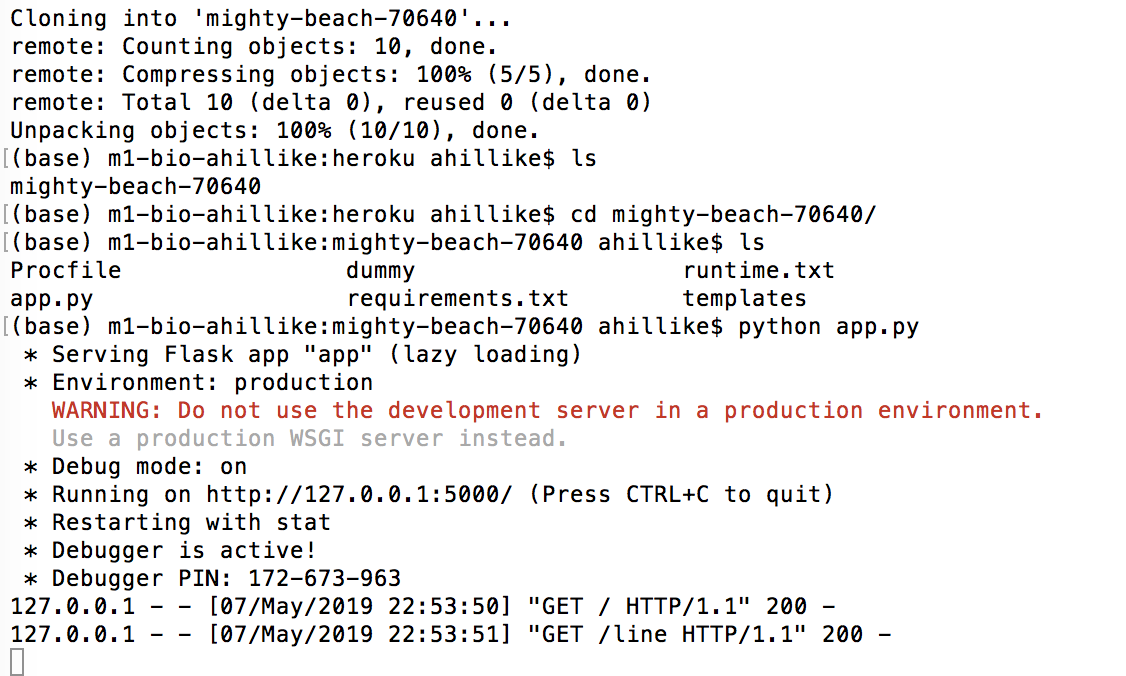 Cloning into 'mighty-beach-70640'...
remote: Counting objects: 10, done.
remote: Compressing objects: 100% (5/5), done.
remote: Total 10 (delta 0), reused 0 (delta 0)
Unpacking objects: 100% (10/10), done.
[(base) m1-bio-ahillike:heroku ahillike$ ls
mighty-beach-70640
[(base) m1-bio-ahillike:heroku ahillike$ cd mighty-beach-70640/
[(base) m1-bio-ahillike:mighty-beach-70640 ahillike$ ls
Procfile                dummy                   runtime.txt
app.py                  requirements.txt        templates
[(base) m1-bio-ahillike:mighty-beach-70640 ahillike$ python app.py
 * Serving Flask app "app" (lazy loading)
 * Environment: production
   WARNING: Do not use the development server in a production environment.
   Use a production WSGI server instead.
 * Debug mode: on
 * Running on http://127.0.0.1:5000/ (Press CTRL+C to quit)
 * Restarting with stat
 * Debugger is active!
 * Debugger PIN: 172-673-963
127.0.0.1 - - [07/May/2019 22:53:50] "GET / HTTP/1.1" 200 -
127.0.0.1 - - [07/May/2019 22:53:51] "GET /line HTTP/1.1" 200 -